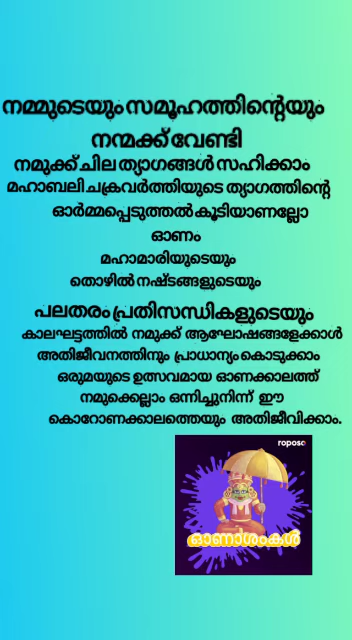 നമ്മുടെയും സമൂഹത്തിന്റെയും
നന്മക്ക് വേണ്ടി
നമുക്ക് ചില ത്യാഗങ്ങൾ സഹിക്കാം
മഹാബലി ചക്രവർത്തിയുടെ ത്യാഗത്തിന്റെ
ഓർമ്മപ്പെടുത്തൽ കൂടിയാണല്ലോ
ഓണം
മഹാമാരിയുടെയും
തൊഴിൽ നഷ്ടങ്ങളുടെയും
പലതരം പ്രതിസന്ധികളുടെയും
കാലഘട്ടത്തിൽ നമുക്ക് ആഘോഷങ്ങളേക്കാൾ
അതിജീവനത്തിനും പ്രാധാന്യം കൊടുക്കാം
ഒരുമയുടെ ഉത്സവമായ ഓണക്കാലത്ത്
നമുക്കെല്ലാം ഒന്നിച്ചുനിന്ന് ഈ
കൊറോണക്കാലത്തെയും അതിജീവിക്കാം.
roposo
ഓണാശംകൾ